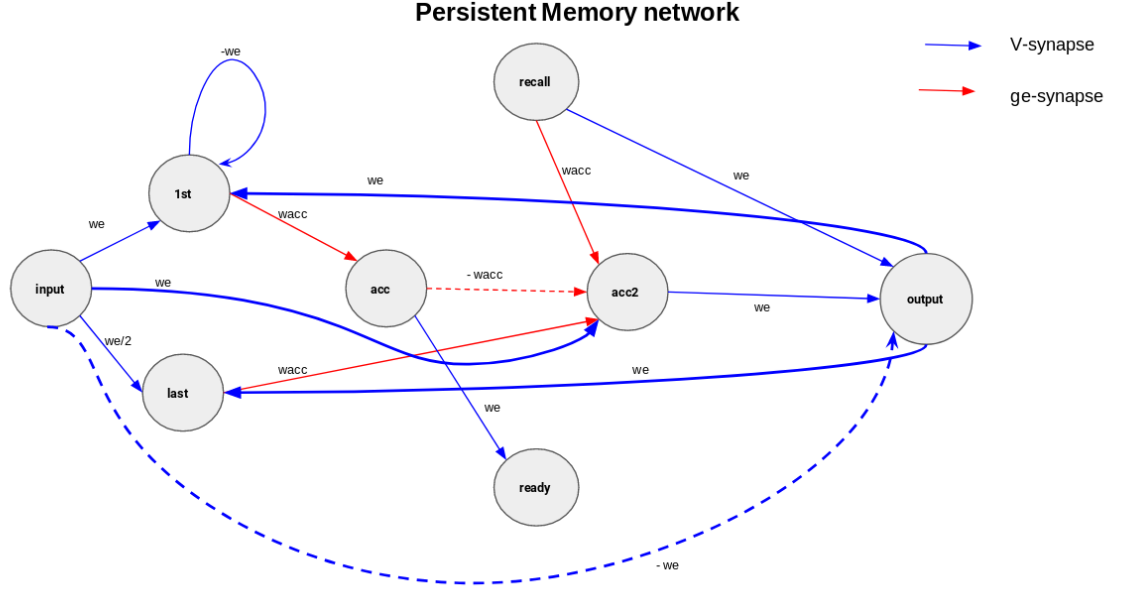 Persistent Memory network
-we
recall
V-synapse
ge-synapse
wacc
we
we
1st
wacc
we
input
we
acc
- wacc
acc2
we
output
we/2
last
wacc
we
we
ready
- we